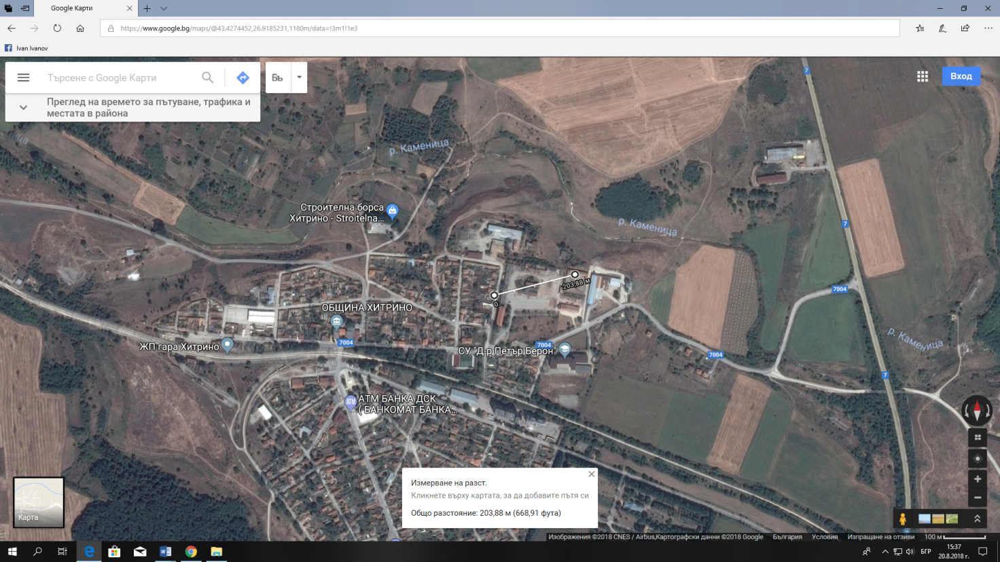 Google Карти
https://www.google.bg/maps/@43.4274452,26.9185231,1180m/data=!3m1!1e3
Ivan Ivanov
Търсене с Google Карти
Бь
Вход
Преглед на времето за пътуване, трафика и
местата в района
7
р. Каменица
Строителна борса
Хитрино - Stroitelna...
р. Каменица
7
203,88 м
0
7004
ОБЩИНА ХИТРИНО
7004
ЖП гара Хитрино
СУ "Д-р Петър Берон"
7004
7004
р. Каменица
7
ATM
АТМ БАНКА ДСК
( БАНКОМАТ БАНКА...
Измерване на разст.
Кликнете върху картата, за да добавите пътя си
Общо разстояние: 203,88 м (668,91 фута)
Карта
Изображения ©2018 CNES / Airbus,Картографски данни ©2018 Google България Условия Изпращане на отзиви 100 м
БГР
15:37
20.8.2018 г.